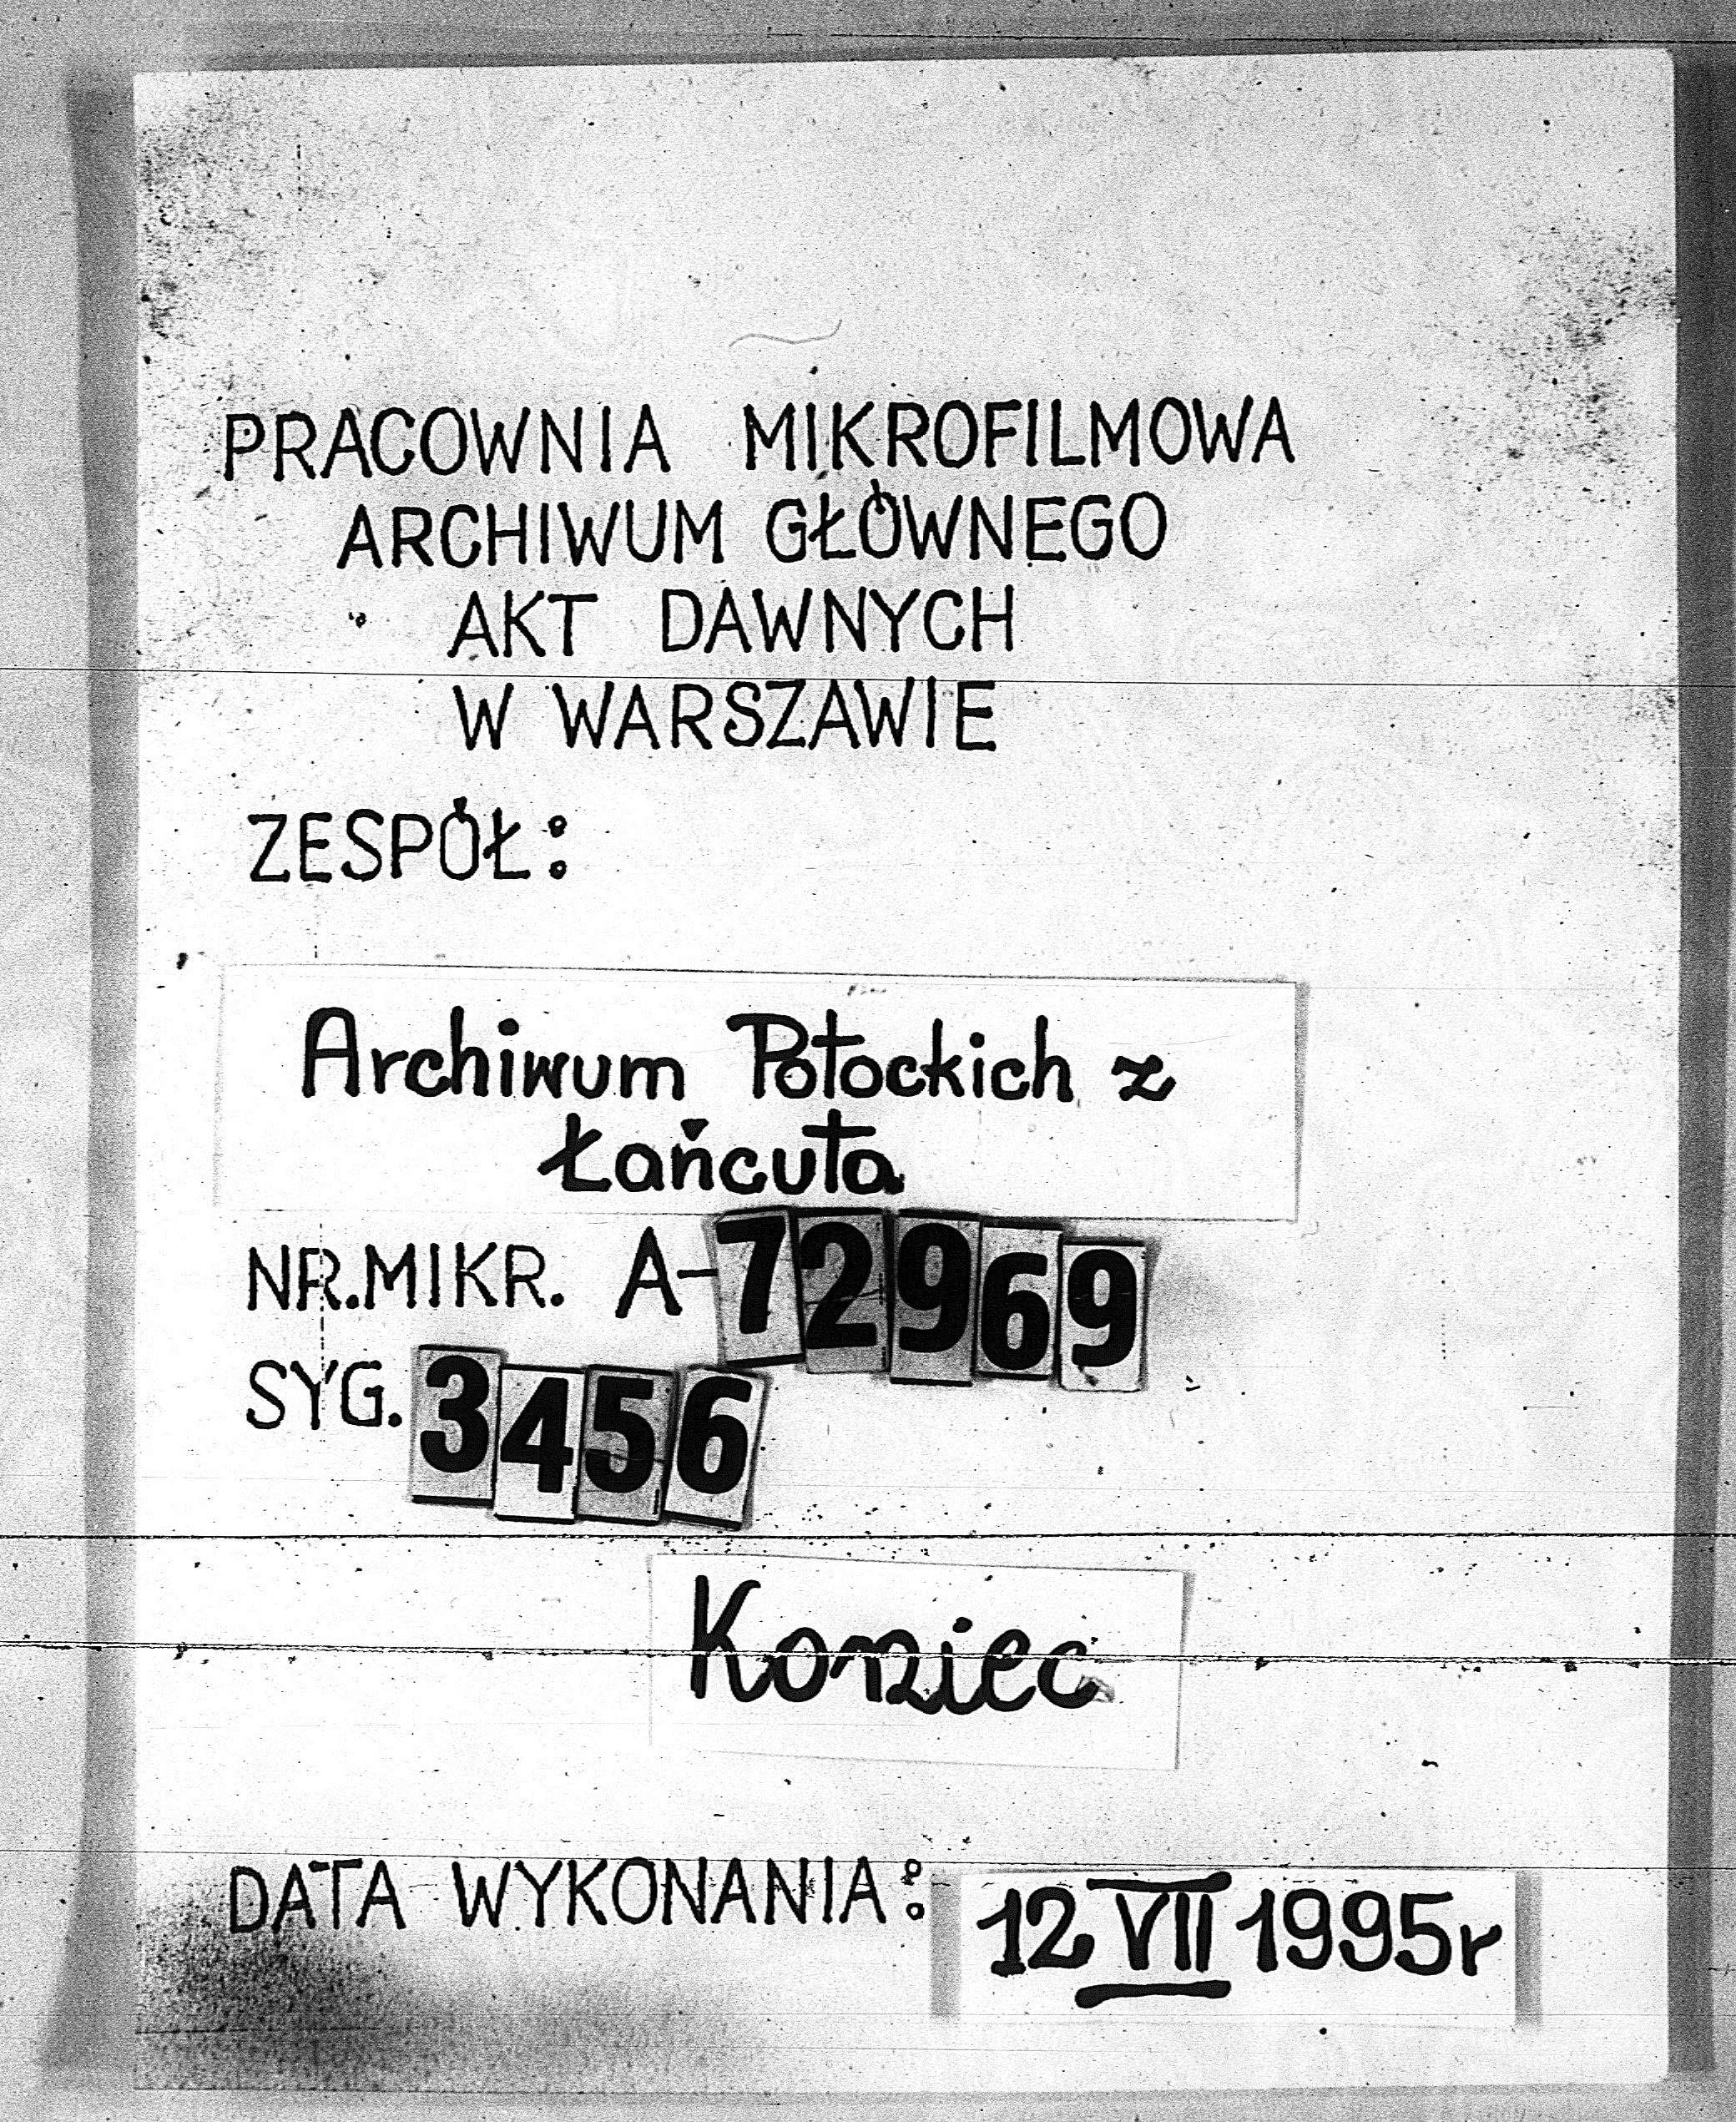 PRACOWNIA MIKROFILMOWA
ARCHIWUM GŁÓWNEGO
AKT DAWNYCH
W WARSZAWIE
ZESPÓŁ:
Archiwum Potockich z
Łańcuta
NR.MIKR. A-72969
SYG. 3456
Koniec
DATA WYKONANIA: 12 VII 1995r